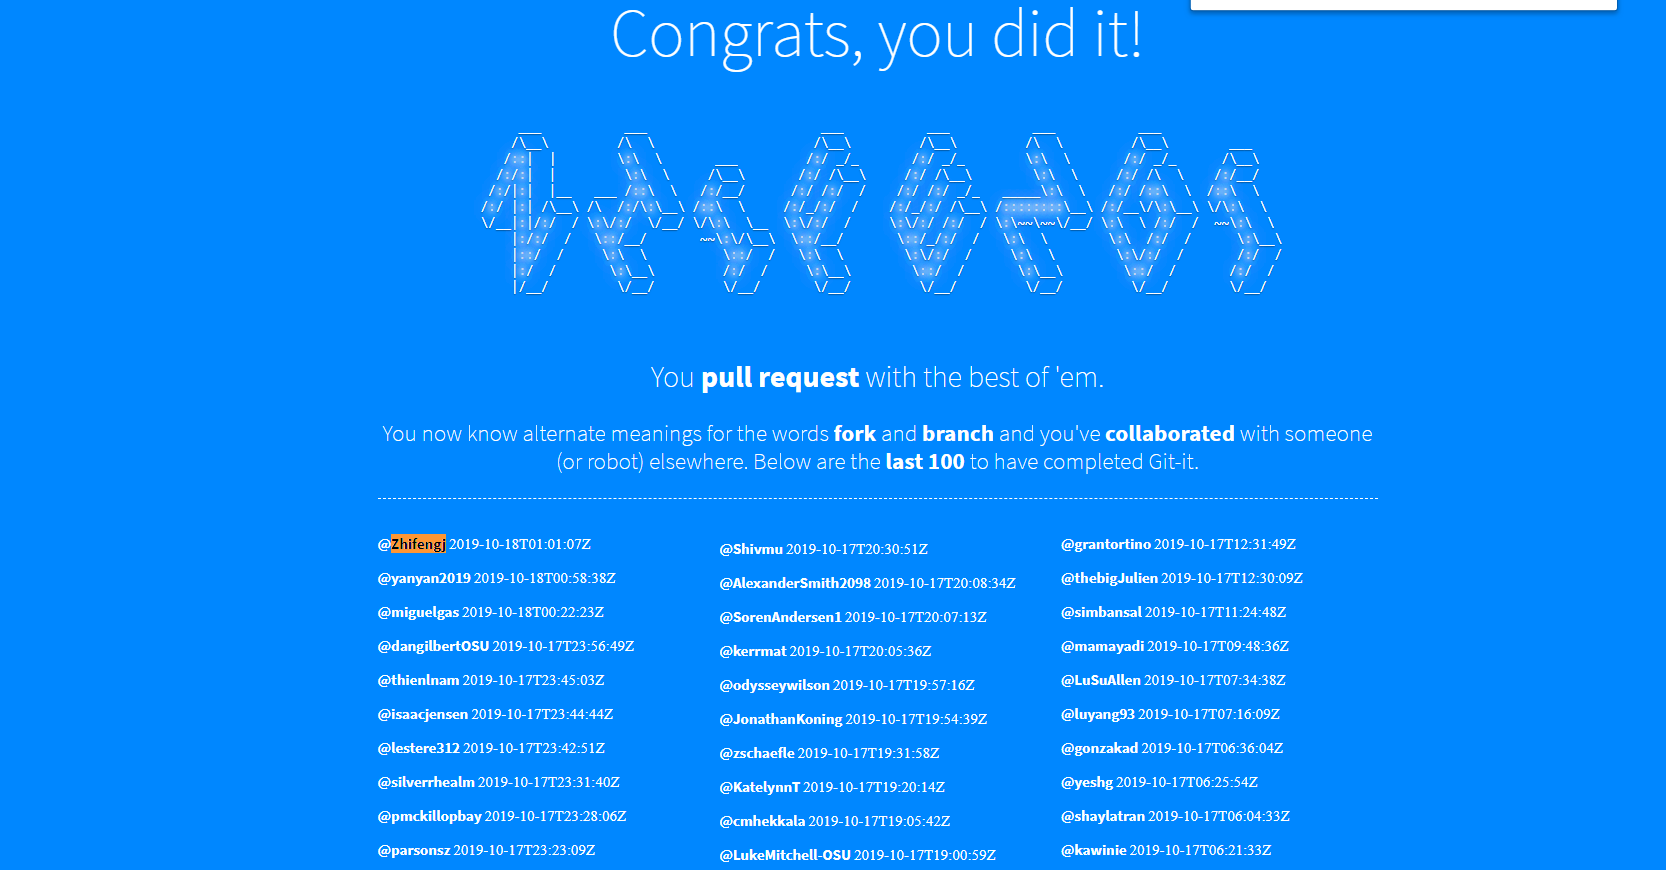 Congrats, you did it!
You pull request with the best of 'em.
You now know alternate meanings for the words fork and branch and you've collaborated with someone
(or robot) elsewhere. Below are the last 100 to have completed Git-it.
@Zhifengj 2019-10-18T01:01:07Z
@yanyan2019 2019-10-18T00:58:38Z
@miguelgas 2019-10-18T00:22:23Z
@dangilbertOSU 2019-10-17T23:56:49Z
@thienlnam 2019-10-17T23:45:03Z
@isaacjensen 2019-10-17T23:44:44Z
@lestere312 2019-10-17T23:42:51Z
@silverrhealm 2019-10-17T23:31:40Z
@pmckillopbay 2019-10-17T23:28:06Z
@parsonsz 2019-10-17T23:23:09Z
@Shivmu 2019-10-17T20:30:51Z
@AlexanderSmith2098 2019-10-17T20:08:34Z
@SorenAndersen1 2019-10-17T20:07:13Z
@kerrmat 2019-10-17T20:05:36Z
@odysseywilson 2019-10-17T19:57:16Z
@JonathanKoning 2019-10-17T19:54:39Z
@zschaefle 2019-10-17T19:31:58Z
@KatelynnT 2019-10-17T19:20:14Z
@cmhekkala 2019-10-17T19:05:42Z
@LukeMitchell-OSU 2019-10-17T19:00:59Z
@grantortino 2019-10-17T12:31:49Z
@thebigJulien 2019-10-17T12:30:09Z
@simbansal 2019-10-17T11:24:48Z
@mamayadi 2019-10-17T09:48:36Z
@LuSuAllen 2019-10-17T07:34:38Z
@luyang93 2019-10-17T07:16:09Z
@gonzakad 2019-10-17T06:36:04Z
@yeshg 2019-10-17T06:25:54Z
@shaylatran 2019-10-17T06:04:33Z
@kawinie 2019-10-17T06:21:33Z